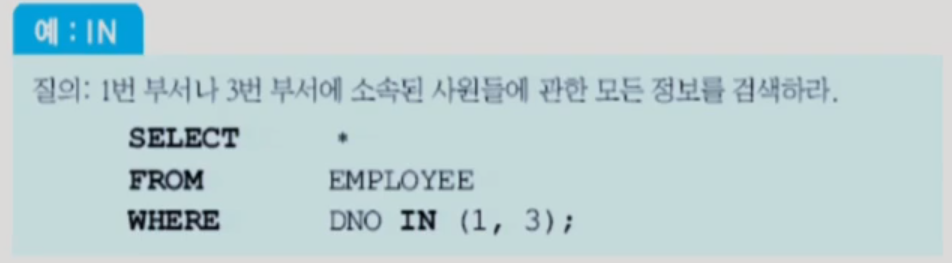 예 : IN
질의: 1번 부서나 3번 부서에 소속된 사원들에 관한 모든 정보를 검색하라.
SELECT *
FROM EMPLOYEE
WHERE DNO IN (1, 3);